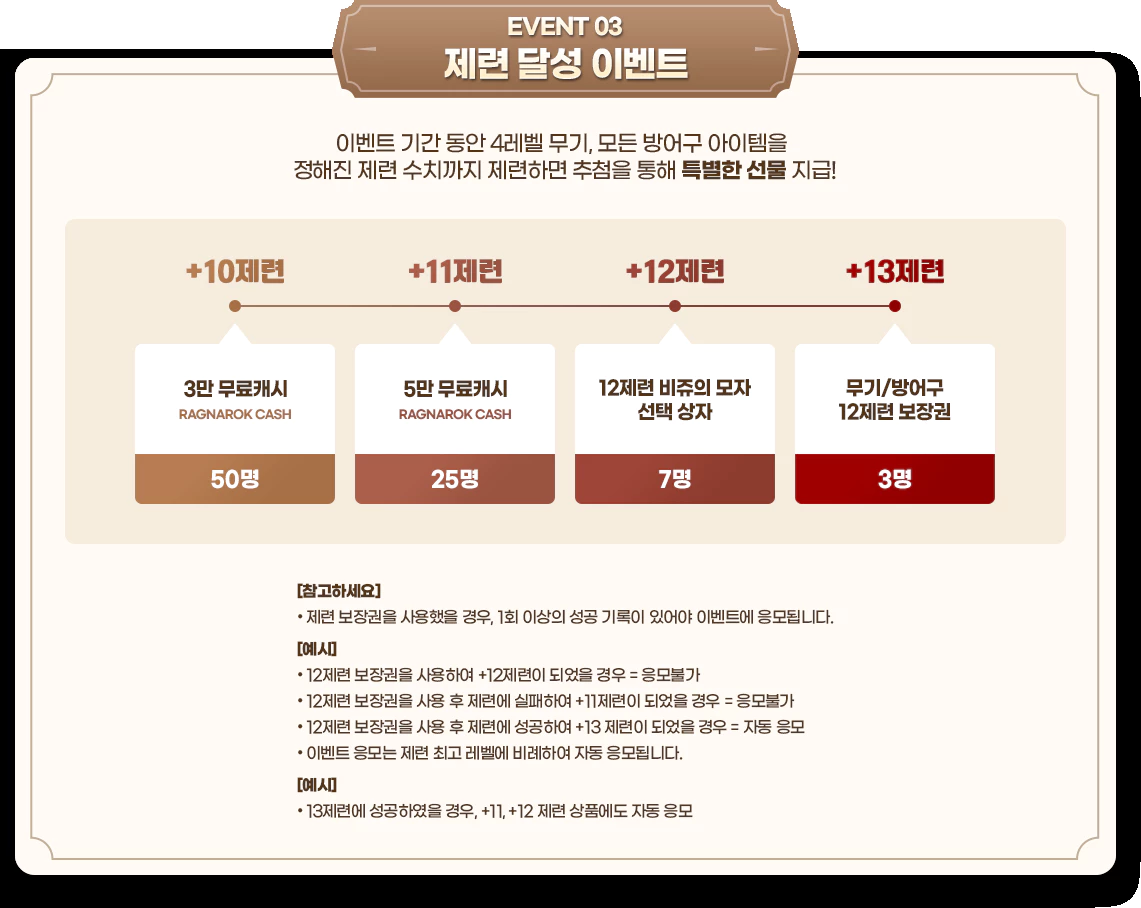 EVENT 03
제련 달성 이벤트
이벤트 기간 동안 4레벨 무기, 모든 방어구 아이템을
정해진 제련 수치까지 제련하면 추첨을 통해 특별한 선물 지급!
+10제련
+11제련
+12제련
+13제련
3만 무료캐시
RAGNAROK CASH
50명
5만 무료캐시
RAGNAROK CASH
25명
12제련 비쥬의 모자
선택 상자
7명
무기/방어구
12제련 보장권
3명
[참고하세요]
• 제련 보장권을 사용했을 경우, 1회 이상의 성공 기록이 있어야 이벤트에 응모됩니다.
[예시]
• 12제련 보장권을 사용하여 +12제련이 되었을 경우 = 응모불가
• 12제련 보장권을 사용 후 제련에 실패하여 +11제련이 되었을 경우 = 응모불가
• 12제련 보장권을 사용 후 제련에 성공하여 +13 제련이 되었을 경우 = 자동 응모
• 이벤트 응모는 제련 최고 레벨에 비례하여 자동 응모됩니다.
[예시]
• 13제련에 성공하였을 경우, +11, +12 제련 상품에도 자동 응모